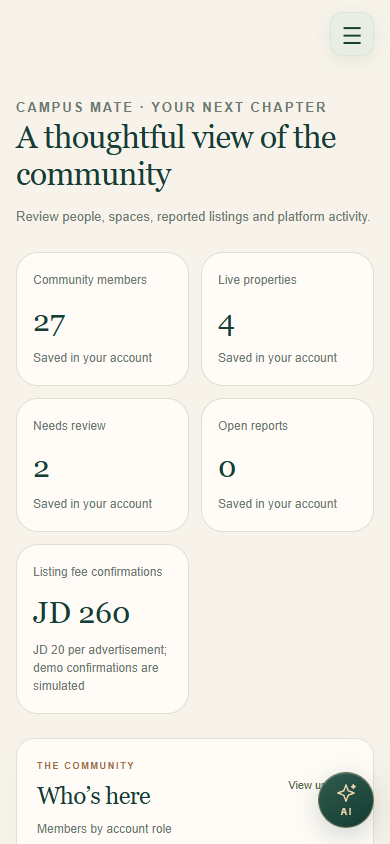 CAMPUS MATE · YOUR NEXT CHAPTER
A thoughtful view of the
community
Review people, spaces, reported listings and platform activity.
Community members
27
Saved in your account
Live properties
4
Saved in your account
Needs review
2
Saved in your account
Open reports
0
Saved in your account
Listing fee confirmations
JD 260
JD 20 per advertisement;
demo confirmations are
simulated
THE COMMUNITY
Who’s here
View
Members by account role
AI